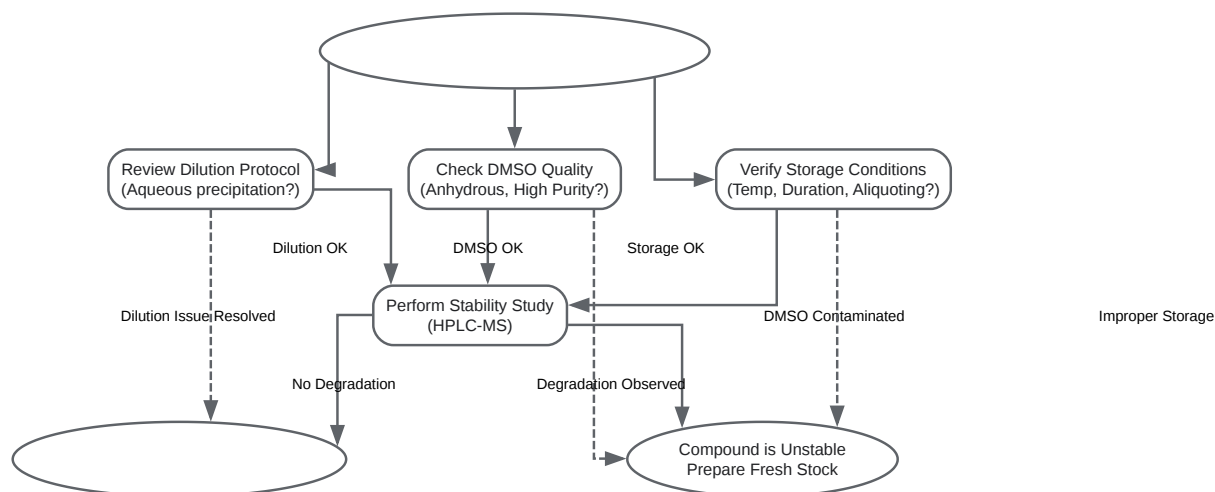 Review Dilution Protocol
(Aqueous precipitation?)
Check DMSO Quality
(Anhydrous, High Purity?)
Verify Storage Conditions
(Temp, Duration, Aliquoting?)
Dilution OK
DMSO OK
Storage OK
Perform Stability Study
(HPLC-MS)
Dilution Issue Resolved
DMSO Contaminated
Improper Storage
No Degradation
Degradation Observed
Compound is Unstable
Prepare Fresh Stock